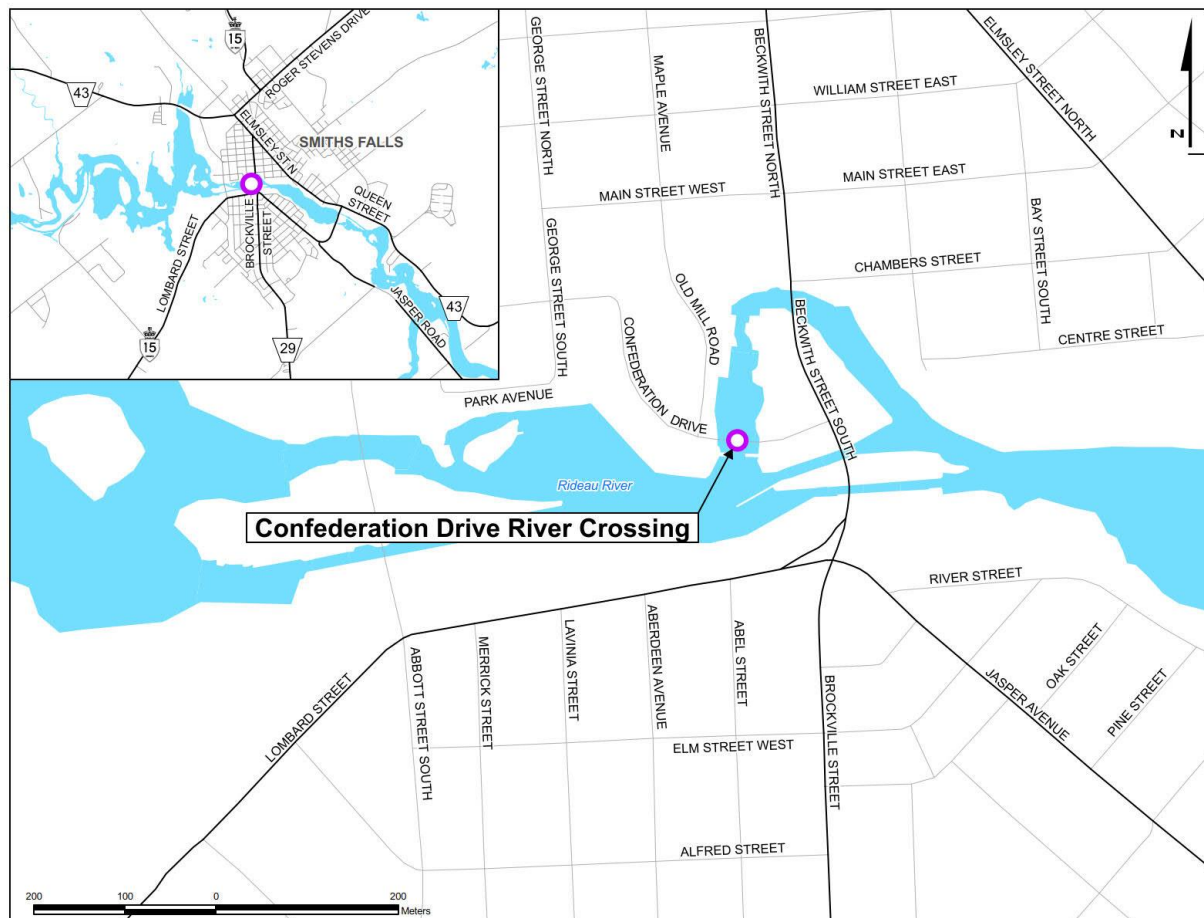 15
ROGER STEVENS DRIVE
43
ELMSLEY ST N
SMITHS FALLS
QUEEN
STREET
LOMBARD STREET
BROCKVILLE
STREET
JASPER ROAD
43
15
29
GEORGE STREET NORTH
MAPLE AVENUE
BECKWITH STREET NORTH
ELMSLEY STREET NORTH
WILLIAM STREET EAST
N
MAIN STREET WEST
MAIN STREET EAST
BAY STREET SOUTH
GEORGE STREET SOUTH
CHAMBERS STREET
OLD MILL ROAD
CONFEDERATION DRIVE
BECKWITH STREET SOUTH
CENTRE STREET
PARK AVENUE
Rideau River
Confederation Drive River Crossing
RIVER STREET
ABBOTT STREET SOUTH
MERRICK STREET
LAVINIA STREET
ABERDEEN AVENUE
ABEL STREET
BROCKVILLE STREET
JASPER AVENUE
OAK STREET
PINE STREET
LOMBARD STREET
ELM STREET WEST
ALFRED STREET
200 100 0 200
Meters